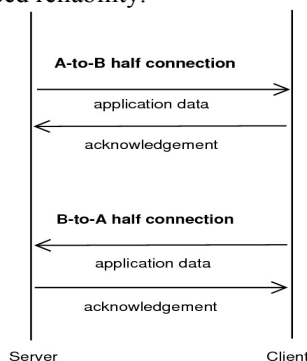 reliability.
A-to-B half connection
application data
acknowledgement
B-to-A half connection
application data
acknowledgement
Server Client